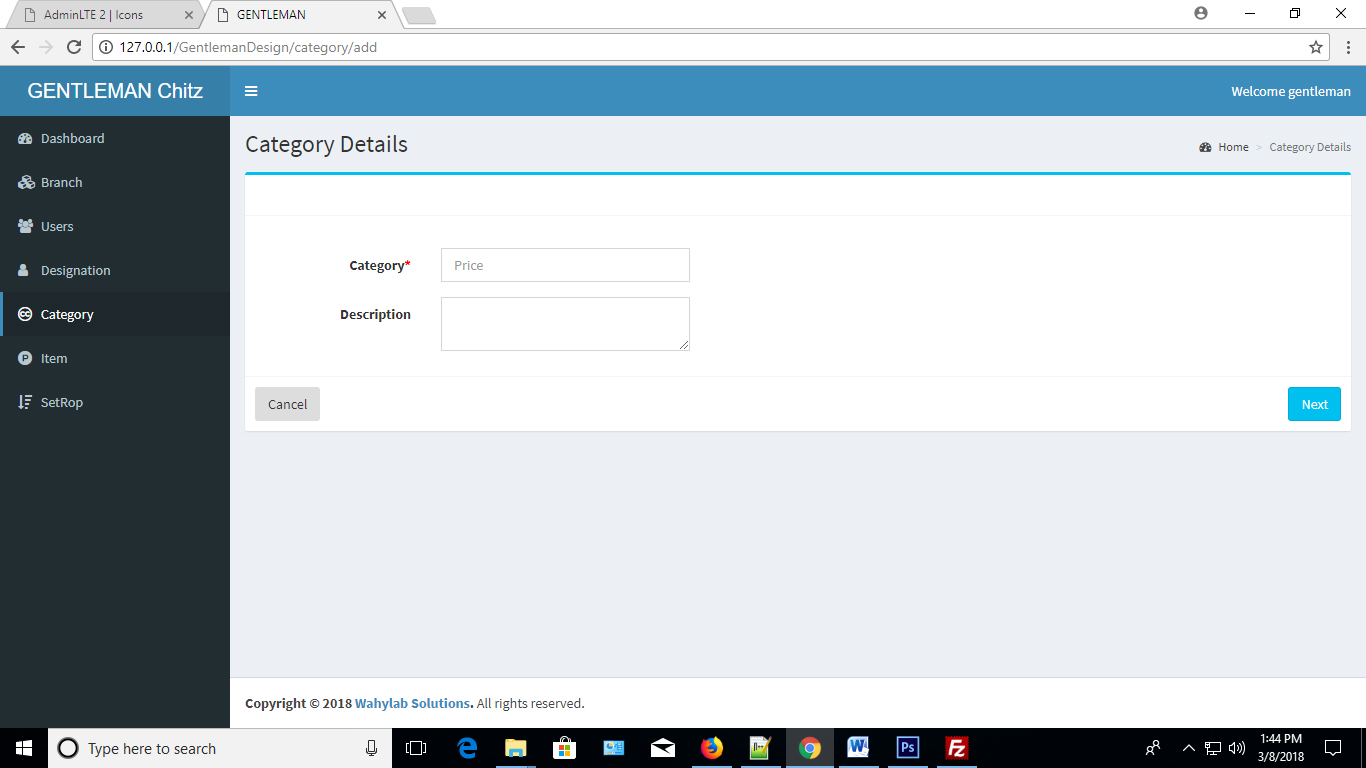 AdminLTE 2 | Icons
GENTLEMAN
127.0.0.1/GentlemanDesign/category/add
GENTLEMAN Chitz
Welcome gentleman
Dashboard
Branch
Users
Designation
Category
Item
SetRop
Category Details
Home > Category Details
Category*
Price
Description
Cancel
Next
Copyright © 2018 Wahylab Solutions. All rights reserved.
Type here to search
1:44 PM
3/8/2018